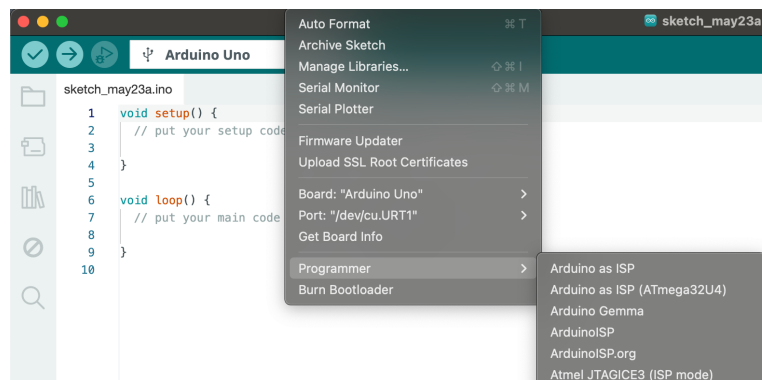 sketch_may23a
Arduino Uno
sketch_may23a.ino
1 void setup() {
2 // put your setup code
3
4 }
5
6 void loop() {
7 // put your main code
8
9 }
10
Auto Format ⌘ T
Archive Sketch
Manage Libraries... ⇧ ⌘ I
Serial Monitor ⇧ ⌘ M
Serial Plotter
Firmware Updater
Upload SSL Root Certificates
Board: "Arduino Uno"
Port: "/dev/cu.URT1"
Get Board Info
Programmer
Burn Bootloader
Arduino as ISP
Arduino as ISP (ATmega32U4)
Arduino Gemma
ArduinoISP
ArduinoISP.org
Atmel JTAGICE3 (ISP mode)